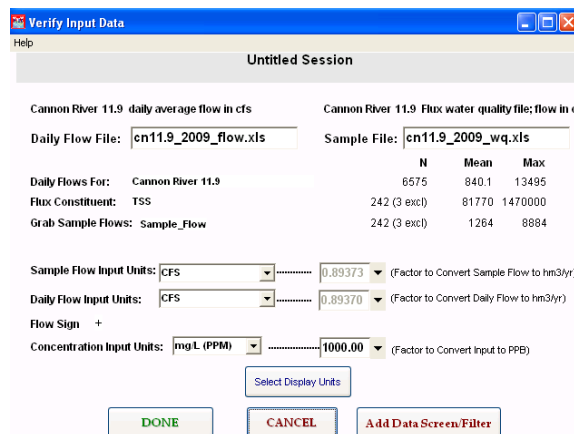 Verify Input Data
Help
Untitled Session
Cannon River 11.9 daily average flow in cfs
Cannon River 11.9 Flux water quality file; flow in
Daily Flow File: cn11.9_2009_flow.xls
Sample File: cn11.9_2009_wq.xls
N Mean Max
Daily Flows For: Cannon River 11.9 6575 840.1 13495
Flux Constituent: TSS 242 (3 excl) 81770 1470000
Grab Sample Flows: Sample_Flow 242 (3 excl) 1264 8884
Sample Flow Input Units: CFS ------------ 0.89373 (Factor to Convert Sample Flow to hm3/yr
Daily Flow Input Units: CFS ------------ 0.89370 (Factor to Convert Daily Flow to hm3/yr)
Flow Sign +
Concentration Input Units: mg/L (PPM) ------------------ 1000.00 (Factor to Convert Input to PPB)
Select Display Units
DONE CANCEL Add Data Screen/Filter